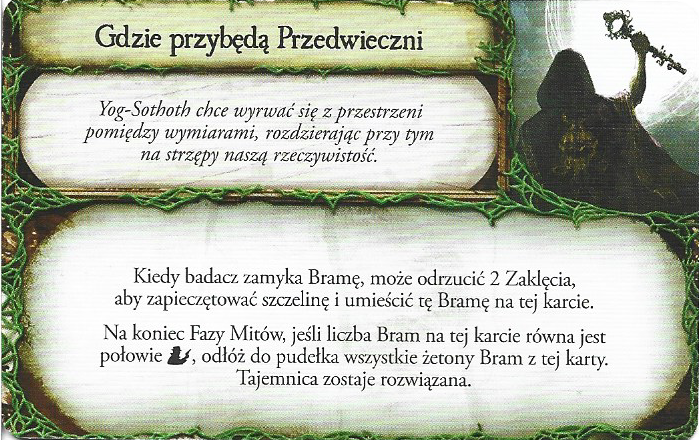 Gdzie przybędą Przedwieczni
Yog-Sothoth chce wyrwać się z przestrzeni
pomiędzy wymiarami, rozdzierając przy tym
na strzępy naszą rzeczywistość.
Kiedy badacz zamyka Bramę, może odrzucić 2 Zaklęcia,
aby zapieczętować szczelinę i umieścić tę Bramę na tej karcie.
Na koniec Fazy Mitów, jeśli liczba Bram na tej karcie równa jest
połowie , odłóż do pudełka wszystkie żetony Bram z tej karty.
Tajemnica zostaje rozwiązana.